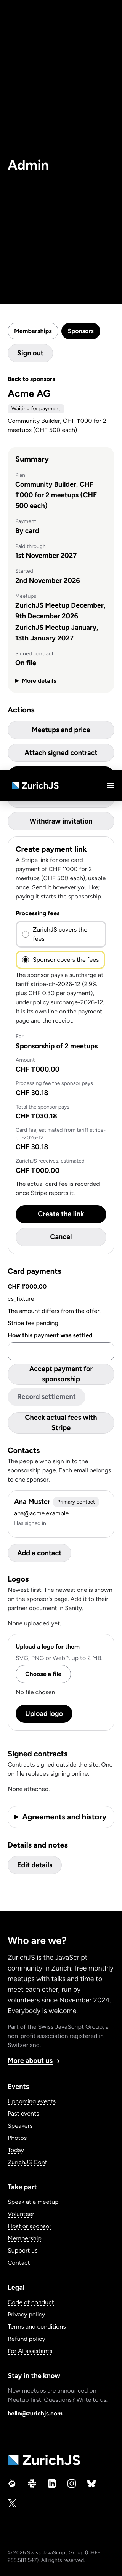 Admin
Memberships
Sponsors
Sign out
Back to sponsors
Acme AG
Waiting for payment
Community Builder, CHF 1'000 for 2
meetups (CHF 500 each)
Summary
Plan
Community Builder, CHF
1'000 for 2 meetups (CHF
500 each)
Payment
By card
Paid through
1st November 2027
Started
2nd November 2026
Meetups
ZurichJS Meetup December,
9th December 2026
ZurichJS Meetup January,
13th January 2027
Signed contract
On file
More details
Actions
Meetups and price
Attach signed contract
ZurichJS
Withdraw invitation
Create payment link
A Stripe link for the card
payment of CHF 1'000 for 2
meetups (CHF 500 each), usable
once. Send it however you like;
paying it starts the sponsorship.
Processing fees
ZurichJS covers the
fees
Sponsor covers the fees
The sponsor pays a surcharge at
tariff stripe-ch-2026-12 (2.9%
plus CHF 0.30 per payment),
under policy surcharge-2026-12.
It is its own line on the payment
page and the receipt.
For
Sponsorship of 2 meetups
Amount
CHF 1'000.00
Processing fee the sponsor pays
CHF 30.18
Total the sponsor pays
CHF 1'030.18
Card fee, estimated from tariff stripe-
ch-2026-12
CHF 30.18
ZurichJS receives, estimated
CHF 1'000.00
The actual card fee is recorded
once Stripe reports it.
Create the link
Cancel
Card payments
CHF 1'000.00
cs_fixture
The amount differs from the offer.
Stripe fee pending.
How this payment was settled
Accept payment for
sponsorship
Record settlement
Check actual fees with
Stripe
Contacts
The people who sign in to the
sponsorship page. Each email belongs
to one sponsor.
Ana Muster
Primary contact
ana@acme.example
Has signed in
Add a contact
Logos
Newest first. The newest one is shown
on the sponsor's page. Add it to their
partner document in Sanity.
None uploaded yet.
Upload a logo for them
SVG, PNG or WebP, up to 2 MB.
Choose a file
No file chosen
Upload logo
Signed contracts
Contracts signed outside the site. One
on file replaces signing online.
None attached.
Agreements and history
Details and notes
Edit details
Who are we?
ZurichJS is the JavaScript
community in Zurich: free monthly
meetups with talks and time to
meet each other, run by
volunteers since November 2024.
Everybody is welcome.
Part of the Swiss JavaScript Group, a
non-profit association registered in
Switzerland.
More about us
Events
Upcoming events
Past events
Speakers
Photos
Today
ZurichJS Conf
Take part
Speak at a meetup
Volunteer
Host or sponsor
Membership
Support us
Contact
Legal
Code of conduct
Privacy policy
Terms and conditions
Refund policy
For AI assistants
Stay in the know
New meetups are announced on
Meetup first. Questions? Write to us.
hello@zurichjs.com
ZurichJS
© 2026 Swiss JavaScript Group (CHE-
255.581.547). All rights reserved.